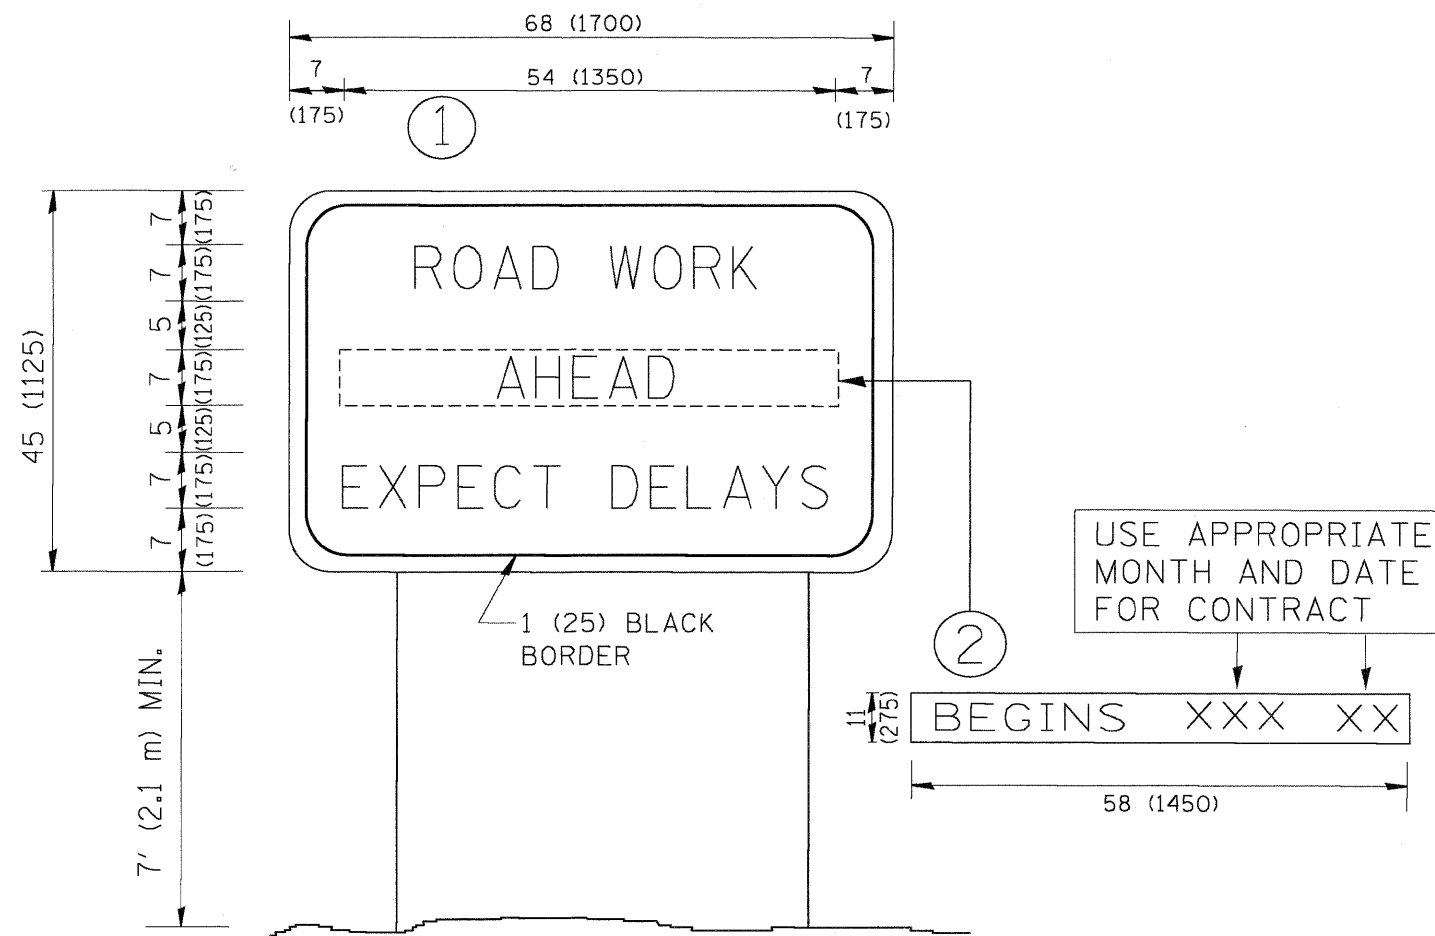 68 (1700)
7
54 (1350)
7
(175)
(175)
1
45 (1125)
7 (175)
7 (175)
5 (125)
7 (175)
5 (125)
7 (175)
7 (175)
ROAD WORK
AHEAD
EXPECT DELAYS
1 (25) BLACK
BORDER
7' (2.1 m) MIN.
2
USE APPROPRIATE
MONTH AND DATE
FOR CONTRACT
11
(275)
BEGINS XXX XX
58 (1450)